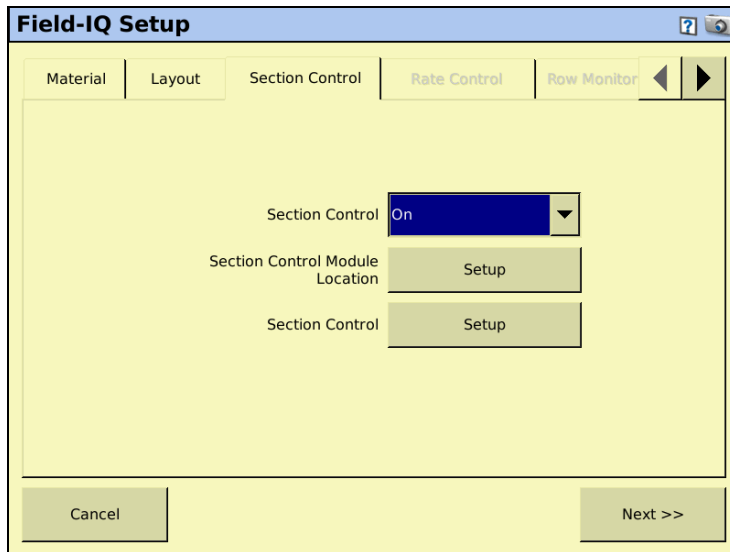 Field-IQ Setup
Material Layout Section Control Rate Control Row Monitor
Section Control On
Section Control Module
Location Setup
Section Control Setup
Cancel Next >>